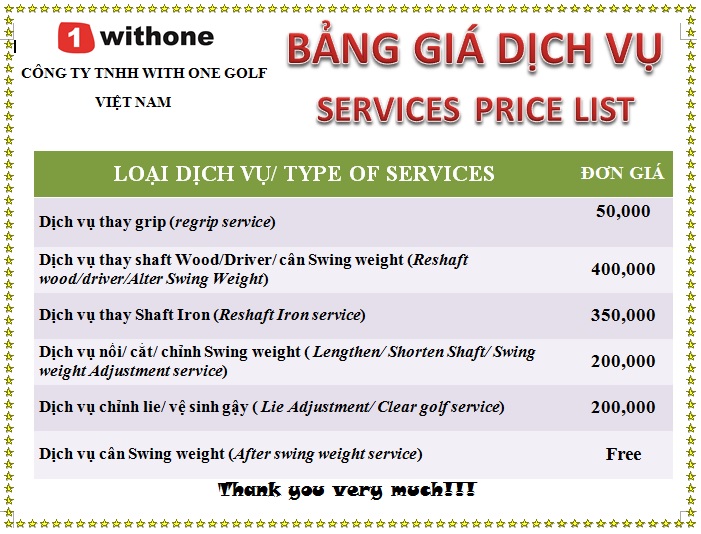 1 withone
CÔNG TY TNHH WITH ONE GOLF
VIỆT NAM
BẢNG GIÁ DỊCH VỤ
SERVICES PRICE LIST
LOẠI DỊCH VỤ/ TYPE OF SERVICES ĐƠN GIÁ
Dịch vụ thay grip (regrip service) 50,000
Dịch vụ thay shaft Wood/Driver/ cân Swing weight (Reshaft
wood/driver/Alter Swing Weight) 400,000
Dịch vụ thay Shaft Iron (Reshaft Iron service) 350,000
Dịch vụ nối/ cắt/ chỉnh Swing weight ( Lengthen/ Shorten Shaft/ Swing
weight Adjustment service) 200,000
Dịch vụ chỉnh lie/ vệ sinh gậy ( Lie Adjustment/ Clear golf service) 200,000
Dịch vụ cân Swing weight (After swing weight service) Free
Thank you very much!!!